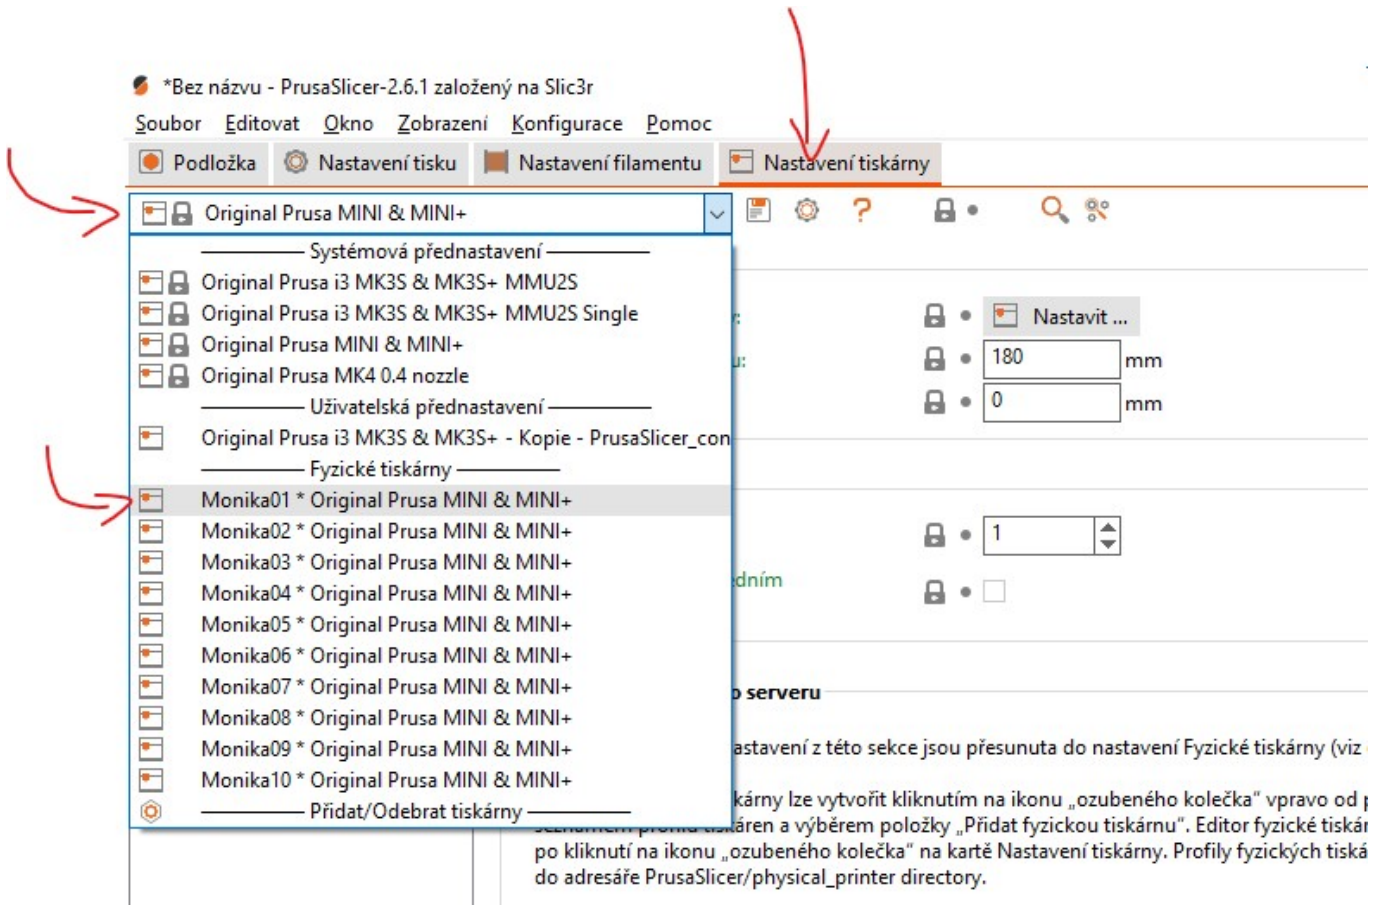 *Bez názvu - PrusaSlicer-2.6.1 založený na Slic3r
Soubor Editovat Okno Zobrazení Konfigurace Pomoc
Podložka Nastavení tisku Nastavení filamentu Nastavení tiskárny
Original Prusa MINI & MINI+ ?
Systémová přednastavení
Original Prusa i3 MK3S & MK3S+ MMU2S
Original Prusa i3 MK3S & MK3S+ MMU2S Single
Nastavit ...
Original Prusa MINI & MINI+
180 mm
Original Prusa MK4 0.4 nozzle
Uživatelská přednastavení
0 mm
Original Prusa i3 MK3S & MK3S+ - Kopie - PrusaSlicer_con
Fyzické tiskárny
Monika01 * Original Prusa MINI & MINI+
Monika02 * Original Prusa MINI & MINI+
1
Monika03 * Original Prusa MINI & MINI+
Monika04 * Original Prusa MINI & MINI+
edním
Monika05 * Original Prusa MINI & MINI+
Monika06 * Original Prusa MINI & MINI+
Monika07 * Original Prusa MINI & MINI+
o serveru
Monika08 * Original Prusa MINI & MINI+
Monika09 * Original Prusa MINI & MINI+
astavení z této sekce jsou přesunuta do nastavení Fyzické tiskárny (viz
Monika10 * Original Prusa MINI & MINI+
Přidat/Odebrat tiskárny
kárny lze vytvořit kliknutím na ikonu „ozubeného kolečka" vpravo od
seznamem profilů tiskáren a výběrem položky „Přidat fyzickou tiskárnu". Editor fyzické tiskár
po kliknutí na ikonu „ozubeného kolečka" na kartě Nastavení tiskárny. Profily fyzických tiská
do adresáře PrusaSlicer/physical_printer directory.